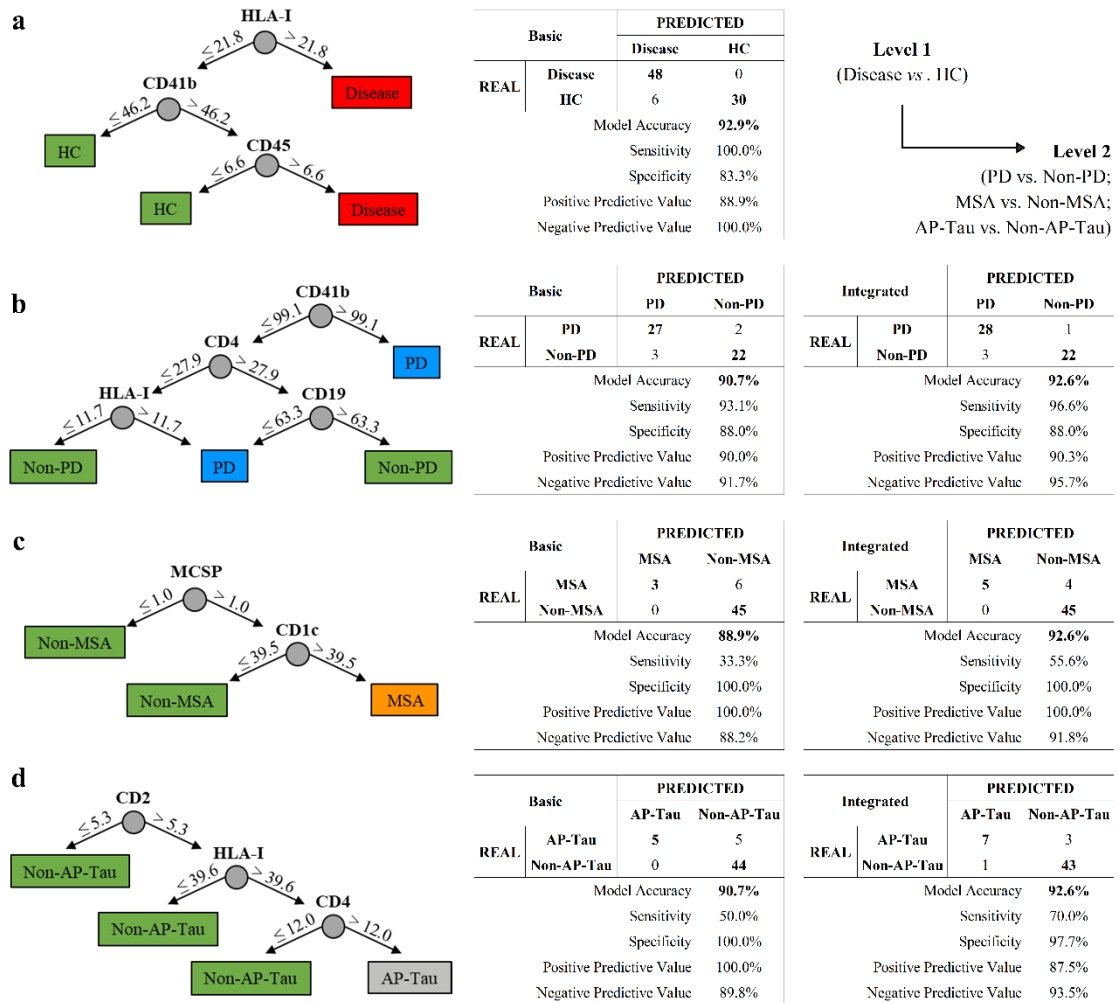 a
HLA-I
≤21.8
> 21.8
CD41b
Disease
≤46.2
> 46.2
HC
CD45
≤6.6
> 6.6
HC
Disease
Basic
PREDICTED
Disease HC
REAL
Disease 48 0
HC 6 30
Model Accuracy 92.9%
Sensitivity 100.0%
Specificity 83.3%
Positive Predictive Value 88.9%
Negative Predictive Value 100.0%
Level 1
(Disease vs. HC)
Level 2
(PD vs. Non-PD;
MSA vs. Non-MSA;
AP-Tau vs. Non-AP-Tau)
b
CD41b
≤99.1
>99.1
CD4
PD
≤27.9
> 27.9
HLA-I
CD19
≤11.7
> 11.7
≤63.3
> 63.3
Non-PD
PD
Non-PD
Basic
PREDICTED
PD Non-PD
REAL
PD 27 2
Non-PD 3 22
Model Accuracy 90.7%
Sensitivity 93.1%
Specificity 88.0%
Positive Predictive Value 90.0%
Negative Predictive Value 91.7%
Integrated
PREDICTED
PD Non-PD
REAL
PD 28 1
Non-PD 3 22
Model Accuracy 92.6%
Sensitivity 96.6%
Specificity 88.0%
Positive Predictive Value 90.3%
Negative Predictive Value 95.7%
c
MCSP
≤1.0
>1.0
Non-MSA
CD1c
≤39.5
> 39.5
Non-MSA
MSA
Basic
PREDICTED
MSA Non-MSA
REAL
MSA 3 6
Non-MSA 0 45
Model Accuracy 88.9%
Sensitivity 33.3%
Specificity 100.0%
Positive Predictive Value 100.0%
Negative Predictive Value 88.2%
Integrated
PREDICTED
MSA Non-MSA
REAL
MSA 5 4
Non-MSA 0 45
Model Accuracy 92.6%
Sensitivity 55.6%
Specificity 100.0%
Positive Predictive Value 100.0%
Negative Predictive Value 91.8%
d
CD2
≤5.3
> 5.3
Non-AP-Tau
HLA-I
≤39.6
> 39.6
Non-AP-Tau
CD4
≤12.0
> 12.0
Non-AP-Tau
AP-Tau
Basic
PREDICTED
AP-Tau Non-AP-Tau
REAL
AP-Tau 5 5
Non-AP-Tau 0 44
Model Accuracy 90.7%
Sensitivity 50.0%
Specificity 100.0%
Positive Predictive Value 100.0%
Negative Predictive Value 89.8%
Integrated
PREDICTED
AP-Tau Non-AP-Tau
REAL
AP-Tau 7 3
Non-AP-Tau 1 43
Model Accuracy 92.6%
Sensitivity 70.0%
Specificity 97.7%
Positive Predictive Value 87.5%
Negative Predictive Value 93.5%